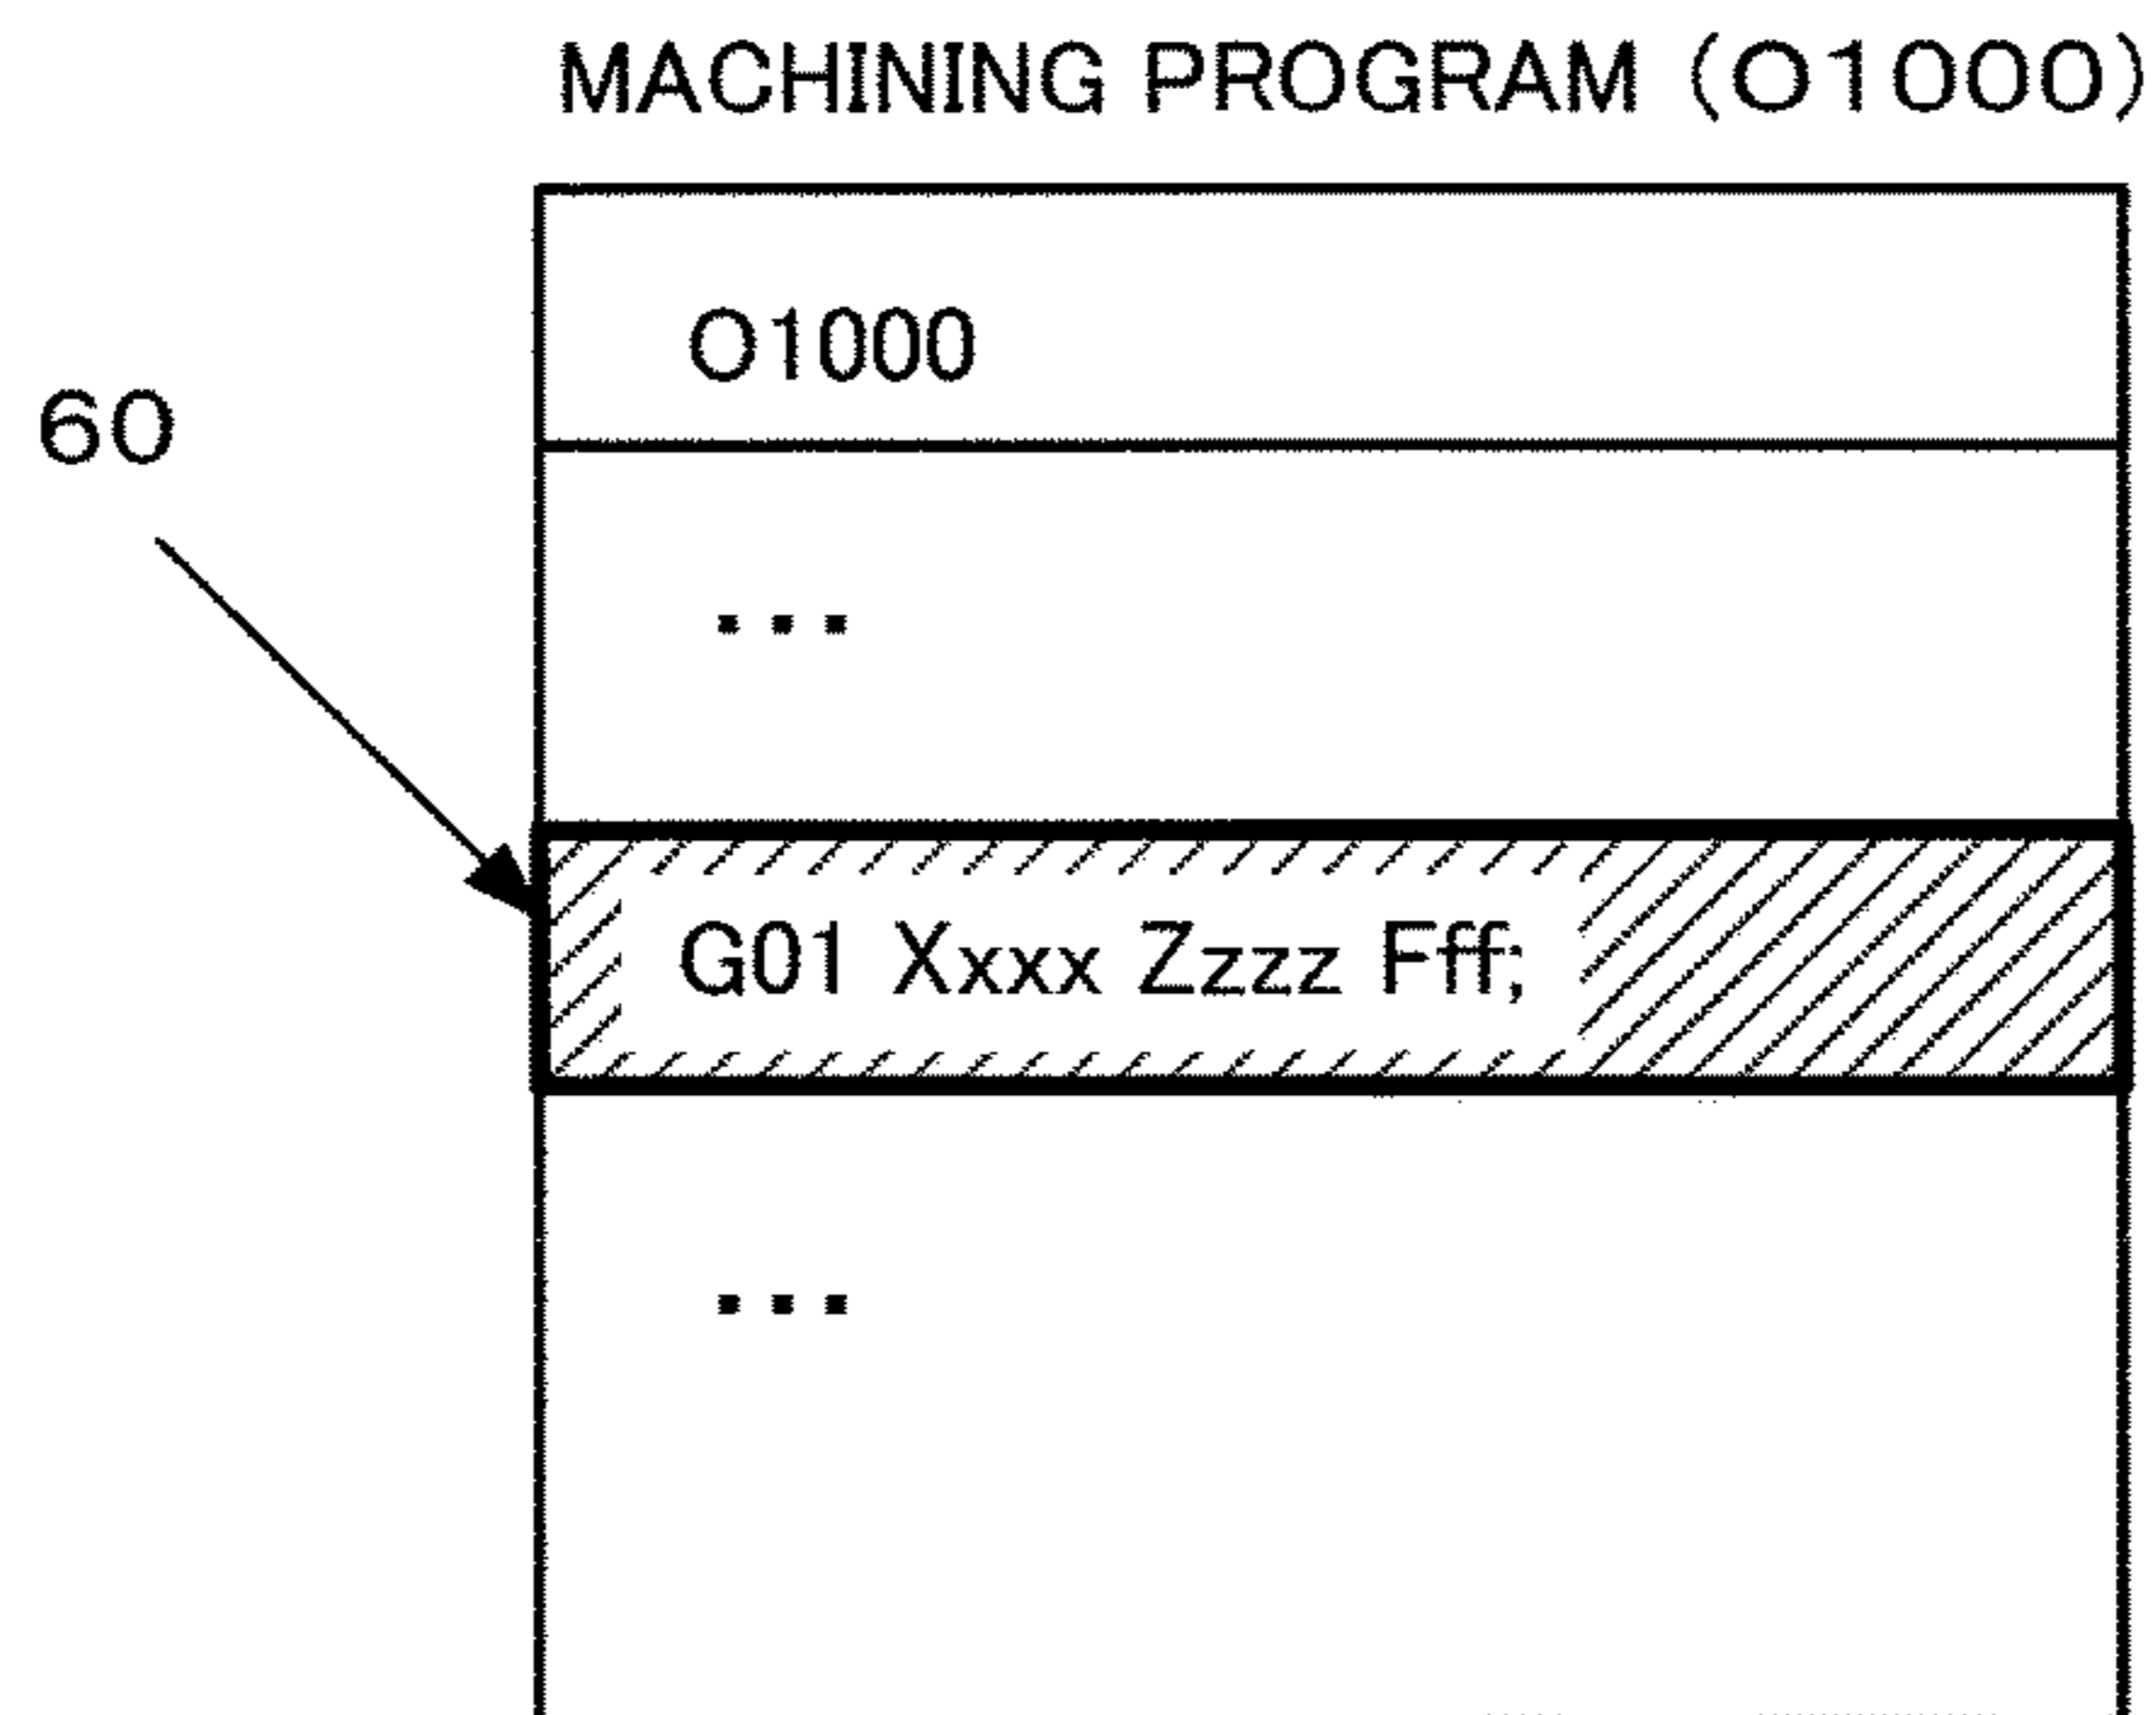 MACHINING PROGRAM (O1000)
O1000
60
...
G01 Xxxx Zzzz Fff;
...